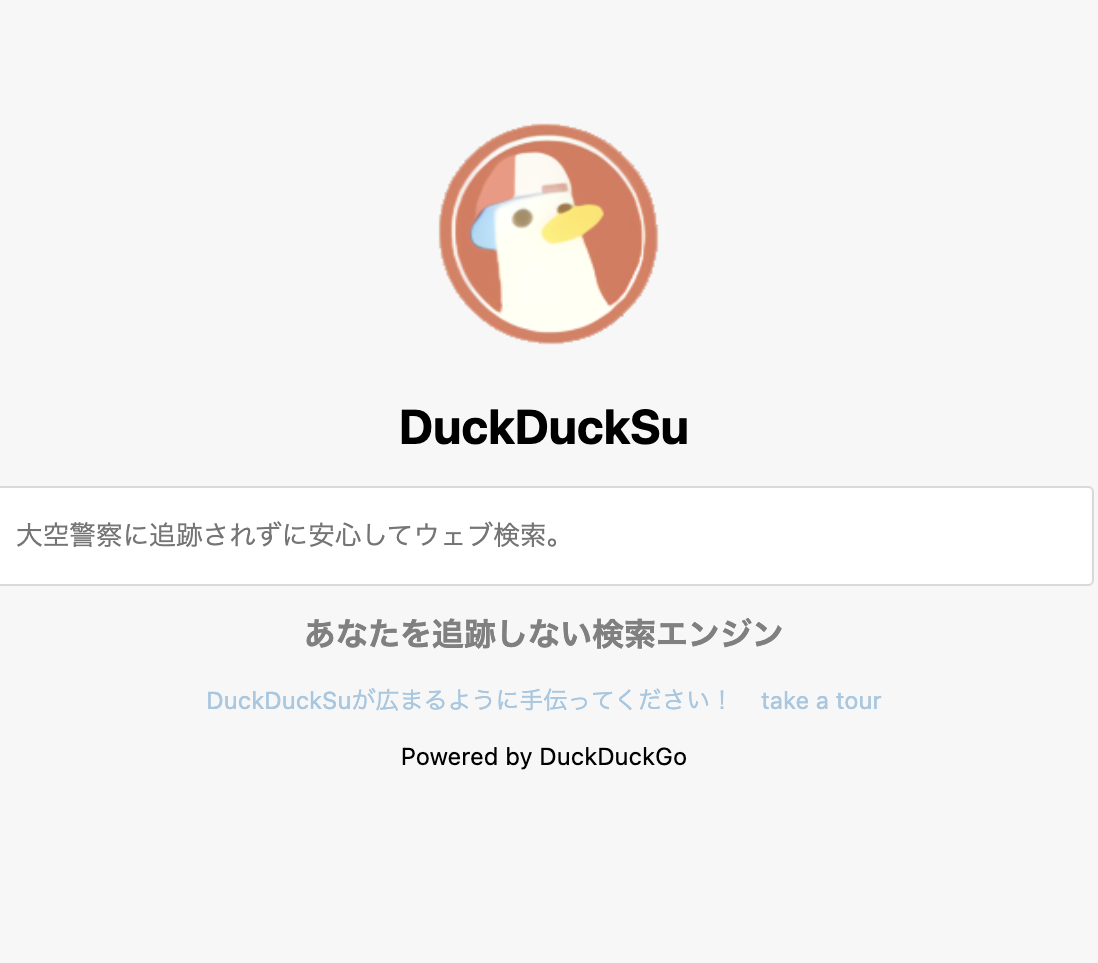 DuckDuckSu
大空警察に追跡されずに安心してウェブ検索。
あなたを追跡しない検索エンジン
DuckDuckSuが広まるように手伝ってください！ take a tour
Powered by DuckDuckGo